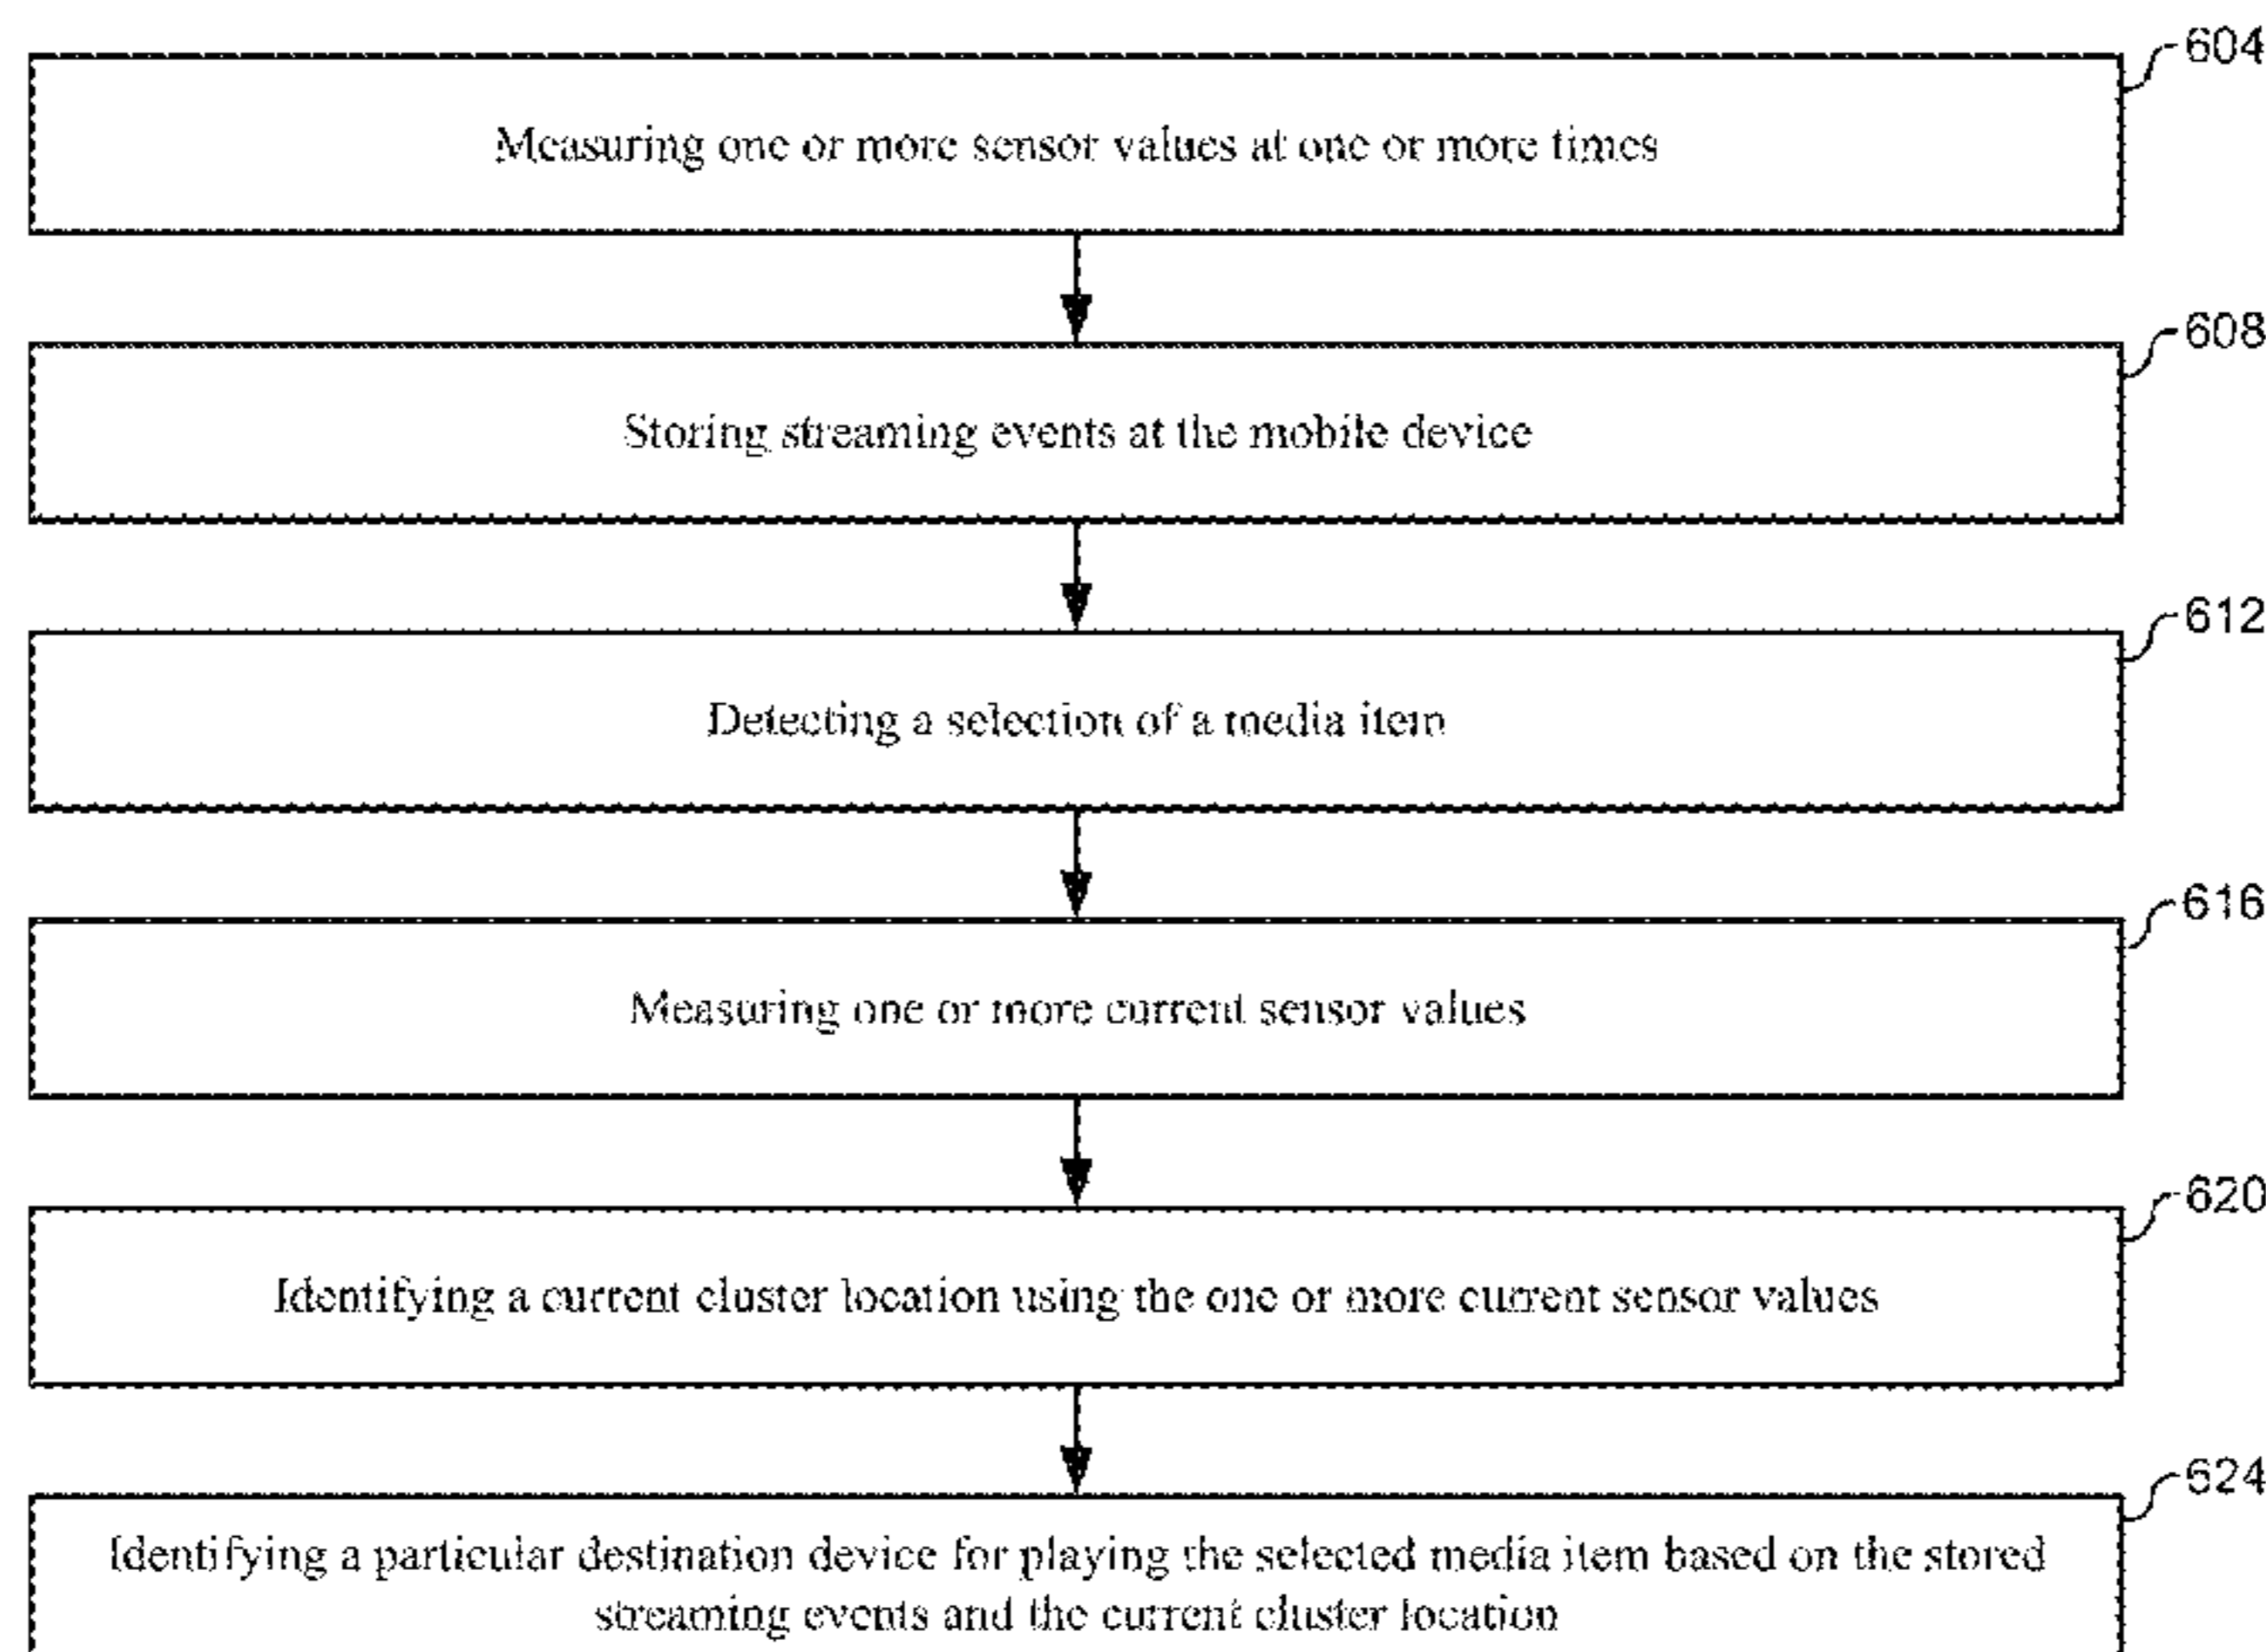 604
Measuring one or more sensor values at one or more times
608
Storing streaming events at the mobile device
612
Detecting a selection of a media item
616
Measuring one or more current sensor values
620
Identifying a current cluster location using the one or more current sensor values
624
Identifying a particular destination device for playing the selected media item based on the stored
streaming events and the current cluster location